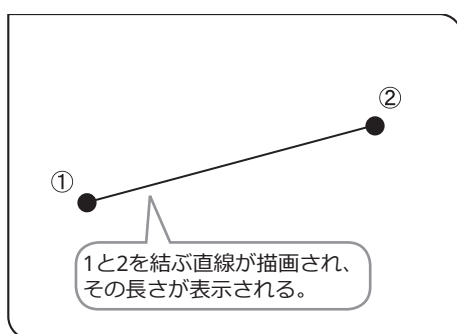 ②
①
1と2を結ぶ直線が描画され、
その長さが表示される。